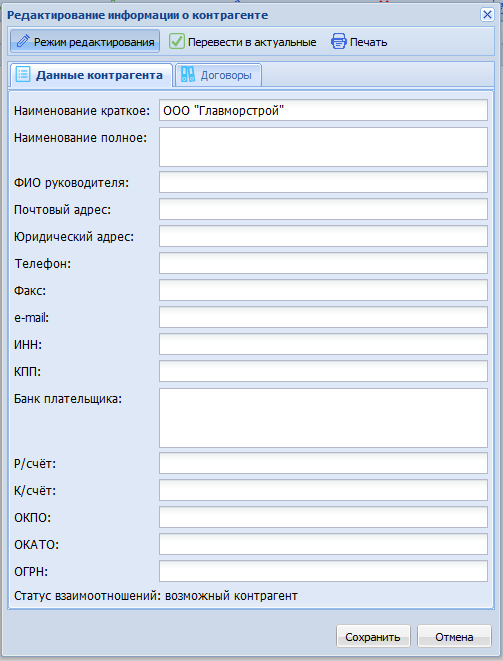 Редактирование информации о контрагенте
Режим редактирования Перевести в актуальные Печать
Данные контрагента Договоры
Наименование краткое: ООО "Главморстрой"
Наименование полное:
ФИО руководителя:
Почтовый адрес:
Юридический адрес:
Телефон:
Факс:
e-mail:
ИНН:
КПП:
Банк плательщика:
Р/счёт:
К/счёт:
ОКПО:
ОКАТО:
ОГРН:
Статус взаимоотношений: возможный контрагент
Сохранить Отмена